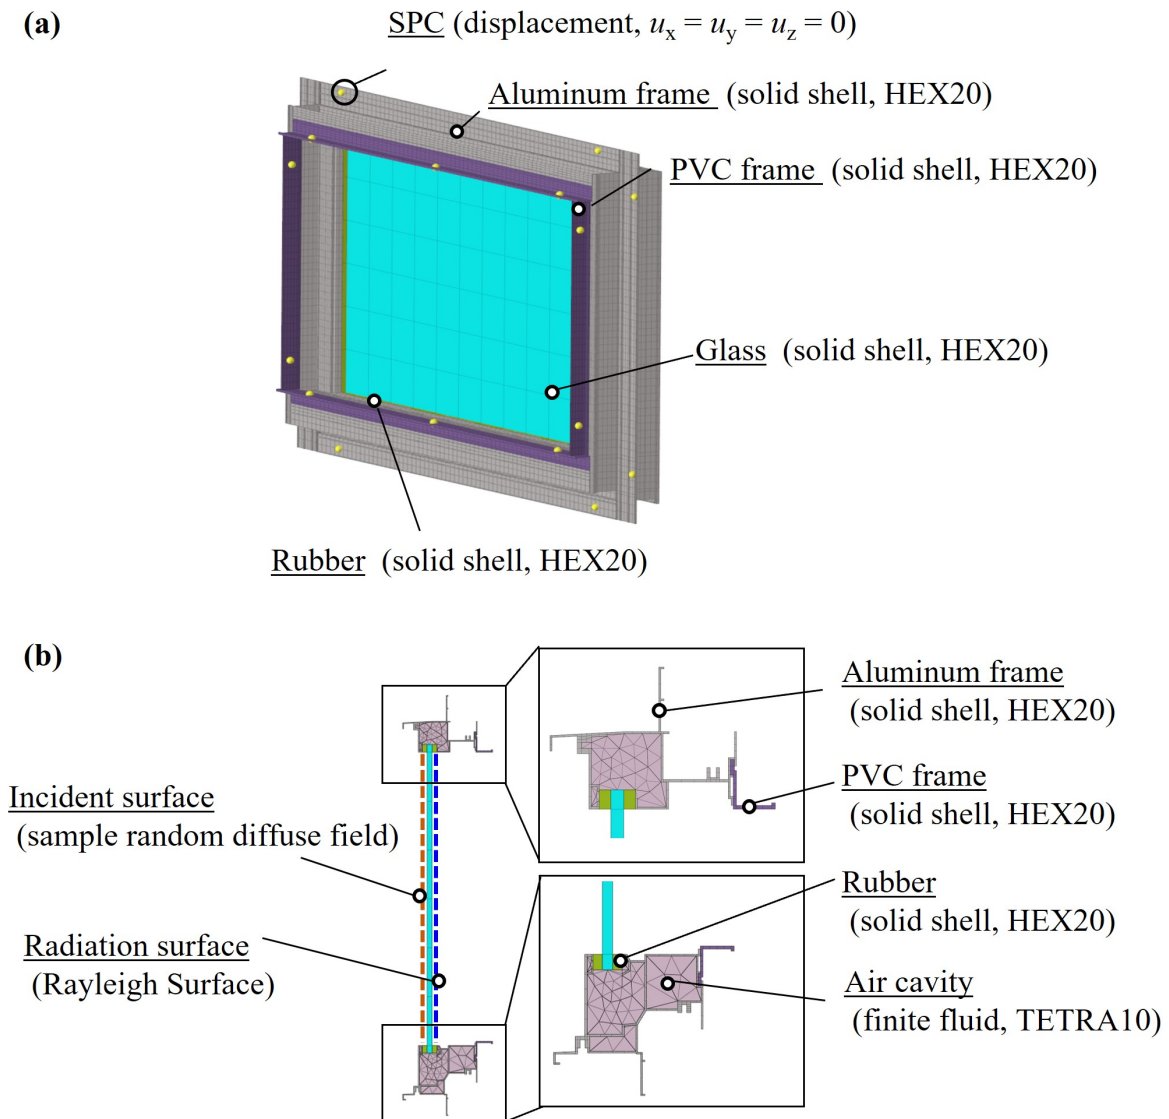 (a)
SPC (displacement, ux = uy = uz = 0)
Aluminum frame (solid shell, HEX20)
PVC frame (solid shell, HEX20)
Glass (solid shell, HEX20)
Rubber (solid shell, HEX20)
(b)
Aluminum frame
(solid shell, HEX20)
PVC frame
(solid shell, HEX20)
Incident surface
(sample random diffuse field)
Rubber
(solid shell, HEX20)
Radiation surface
(Rayleigh Surface)
Air cavity
(finite fluid, TETRA10)